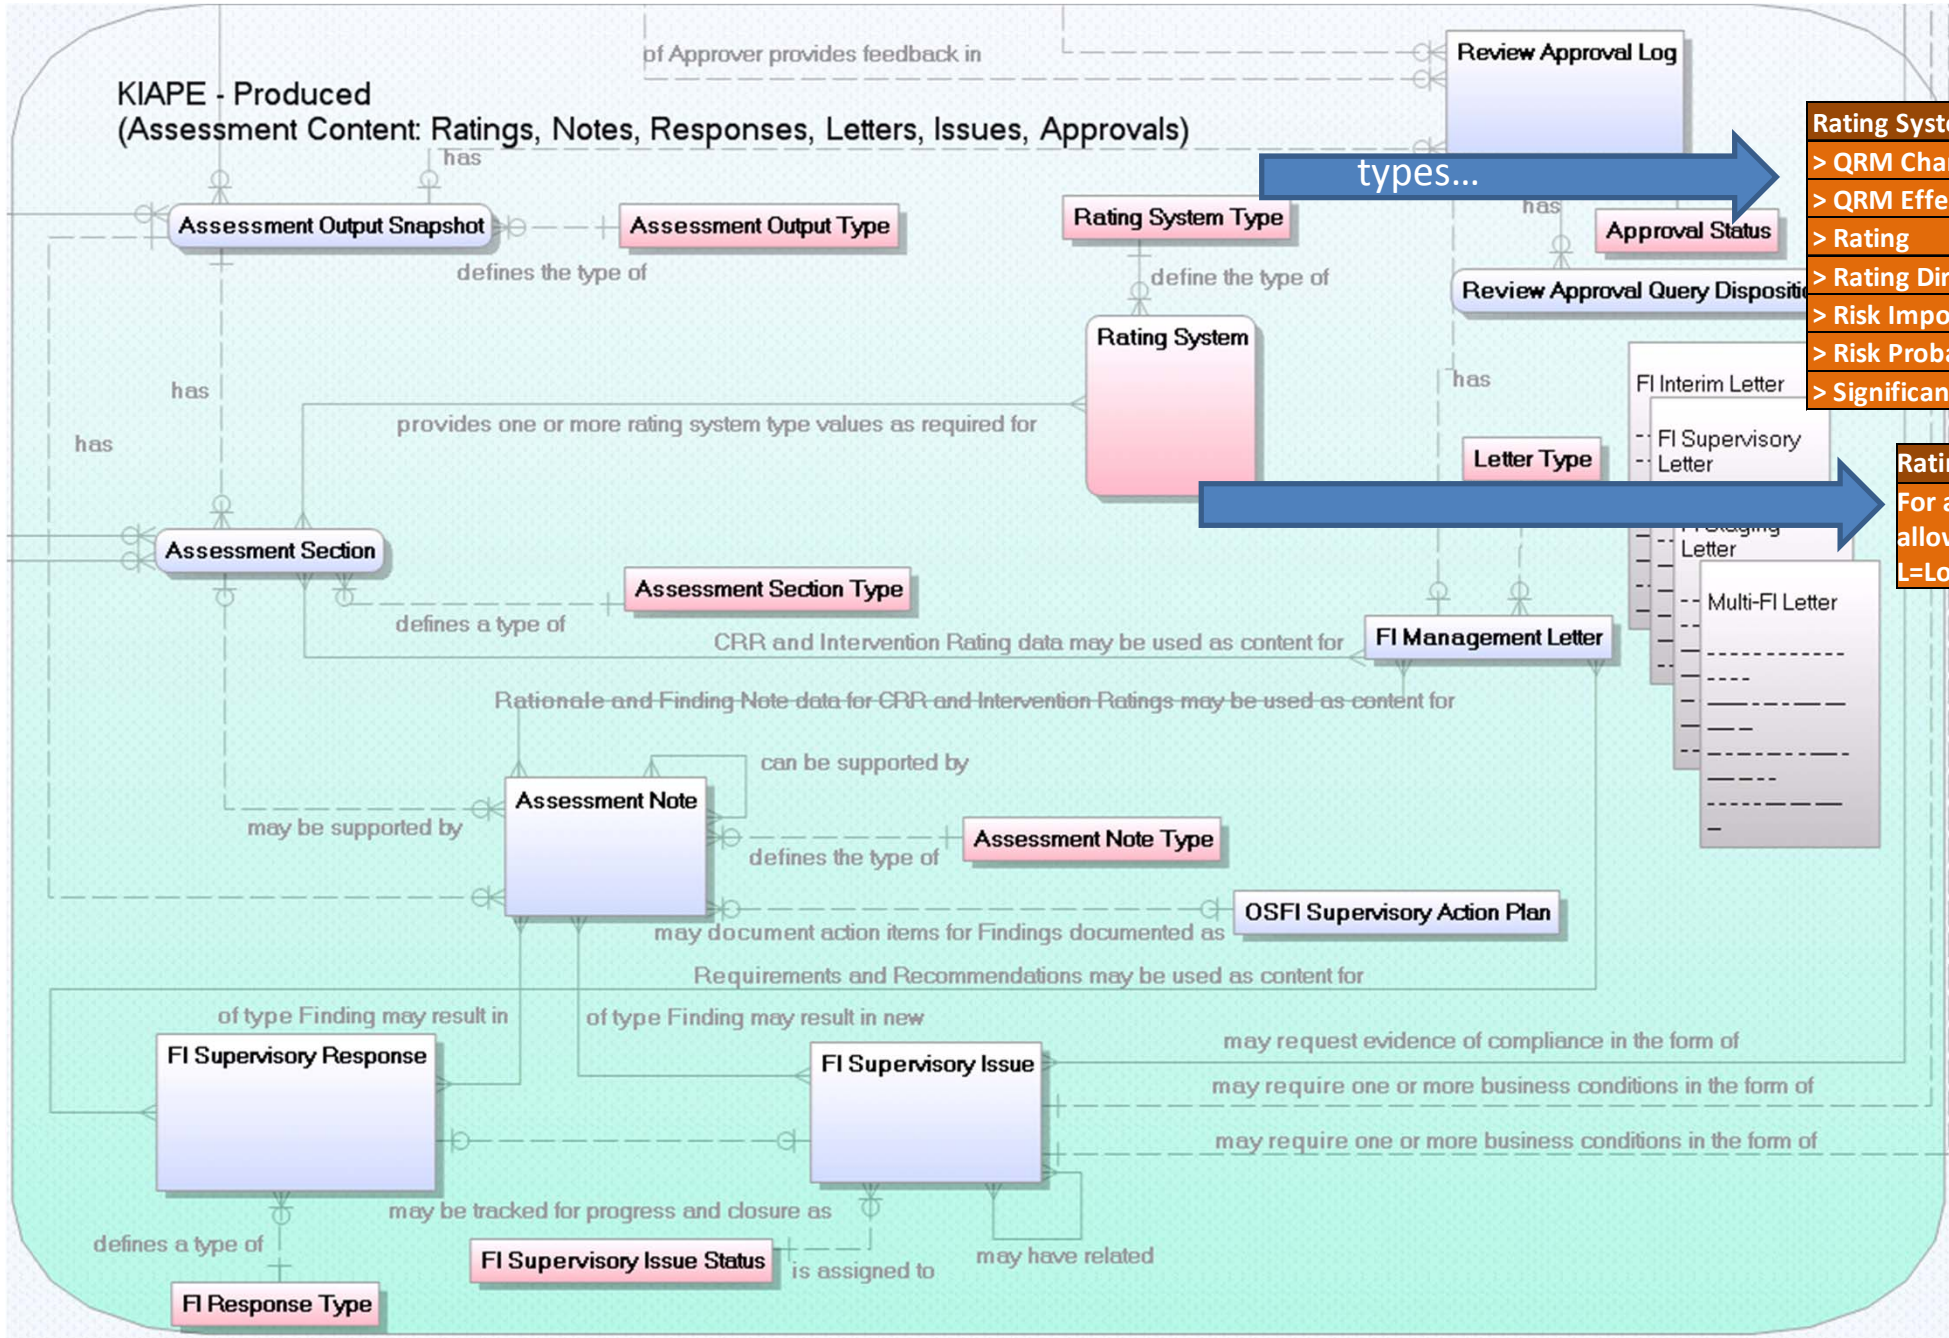 of Approver provides feedback in
Review Approval Log
KIAPE - Produced
(Assessment Content: Ratings, Notes, Responses, Letters, Issues, Approvals)
has
types...
Rating Syste
> QRM Char
> QRM Effe
> Rating
> Rating Dir
> Risk Impo
> Risk Proba
> Significan
Assessment Output Snapshot
Assessment Output Type
defines the type of
Rating System Type
define the type of
has
Approval Status
Review Approval Query Dispositi
Rating System
has
has
provides one or more rating system type values as required for
has
FI Interim Letter
FI Supervisory
Letter
Letter Type
Ratin
For a
allow
L=Lo
Staging
Letter
Multi-FI Letter
Assessment Section
Assessment Section Type
defines a type of
CRR and Intervention Rating data may be used as content for
FI Management Letter
Rationale and Finding Note data for CRR and Intervention Ratings may be used as content for
can be supported by
Assessment Note
may be supported by
defines the type of
Assessment Note Type
OSFI Supervisory Action Plan
may document action items for Findings documented as
Requirements and Recommendations may be used as content for
of type Finding may result in
of type Finding may result in new
FI Supervisory Response
FI Supervisory Issue
may request evidence of compliance in the form of
may require one or more business conditions in the form of
may require one or more business conditions in the form of
may be tracked for progress and closure as
defines a type of
FI Supervisory Issue Status
is assigned to
may have related
FI Response Type